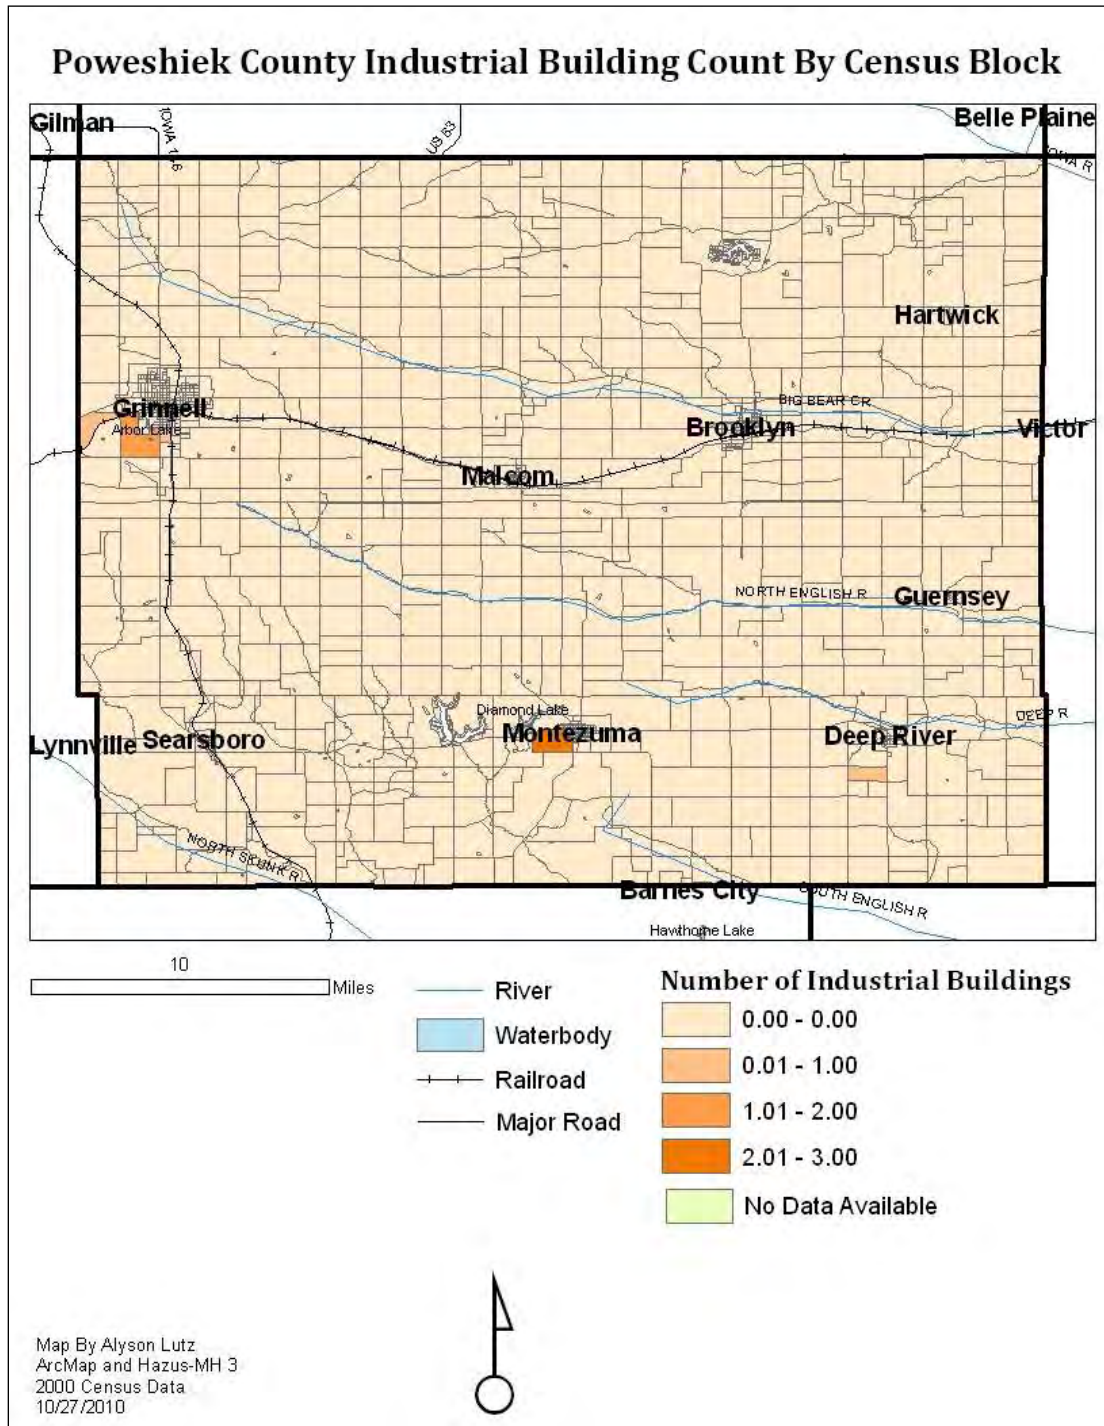 Poweshiek County Industrial Building Count By Census Block
Gilman
Belle Plaine
US 63
IOWA R
Hartwick
Grinnell
Arbor Lake
BIG BEAR CR
Brooklyn
Victor
Malcom
NORTH ENGLISH R
Guernsey
Diamond Lake
DEEP R
Lynnville
Searsboro
Montezuma
Deep River
NORTH SKUNK R
Barnes City
SOUTH ENGLISH R
Hawthorne Lake
10
Miles
River
Waterbody
Railroad
Major Road
Number of Industrial Buildings
0.00 - 0.00
0.01 - 1.00
1.01 - 2.00
2.01 - 3.00
No Data Available
Map By Alyson Lutz
ArcMap and Hazus-MH 3
2000 Census Data
10/27/2010